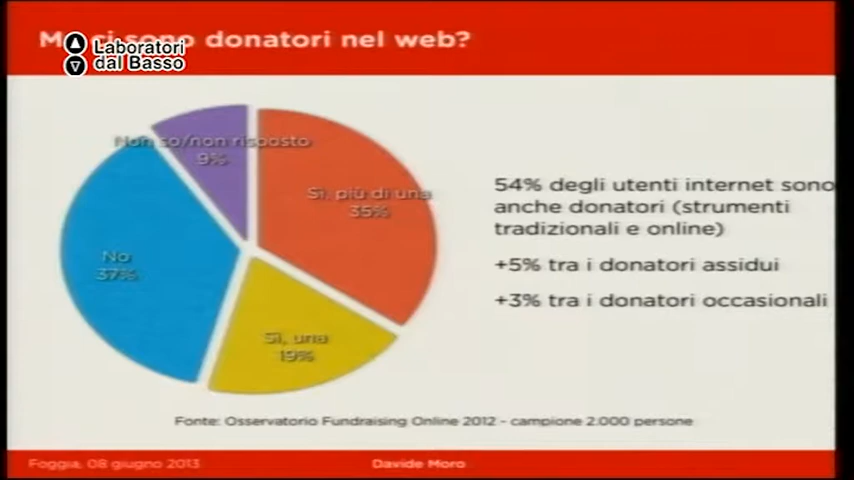 Ma ci sono donatori nel web?
Laboratori
dal Basso
Non so/non risposto
9%
Sì, più di una
35%
No
37%
Sì, una
19%
54% degli utenti internet sono
anche donatori (strumenti
tradizionali e online)
+5% tra i donatori assidui
+3% tra i donatori occasionali
Fonte: Osservatorio Fundraising Online 2012 - campione 2.000 persone
Foggia, 08 giugno 2013
Davide Moro